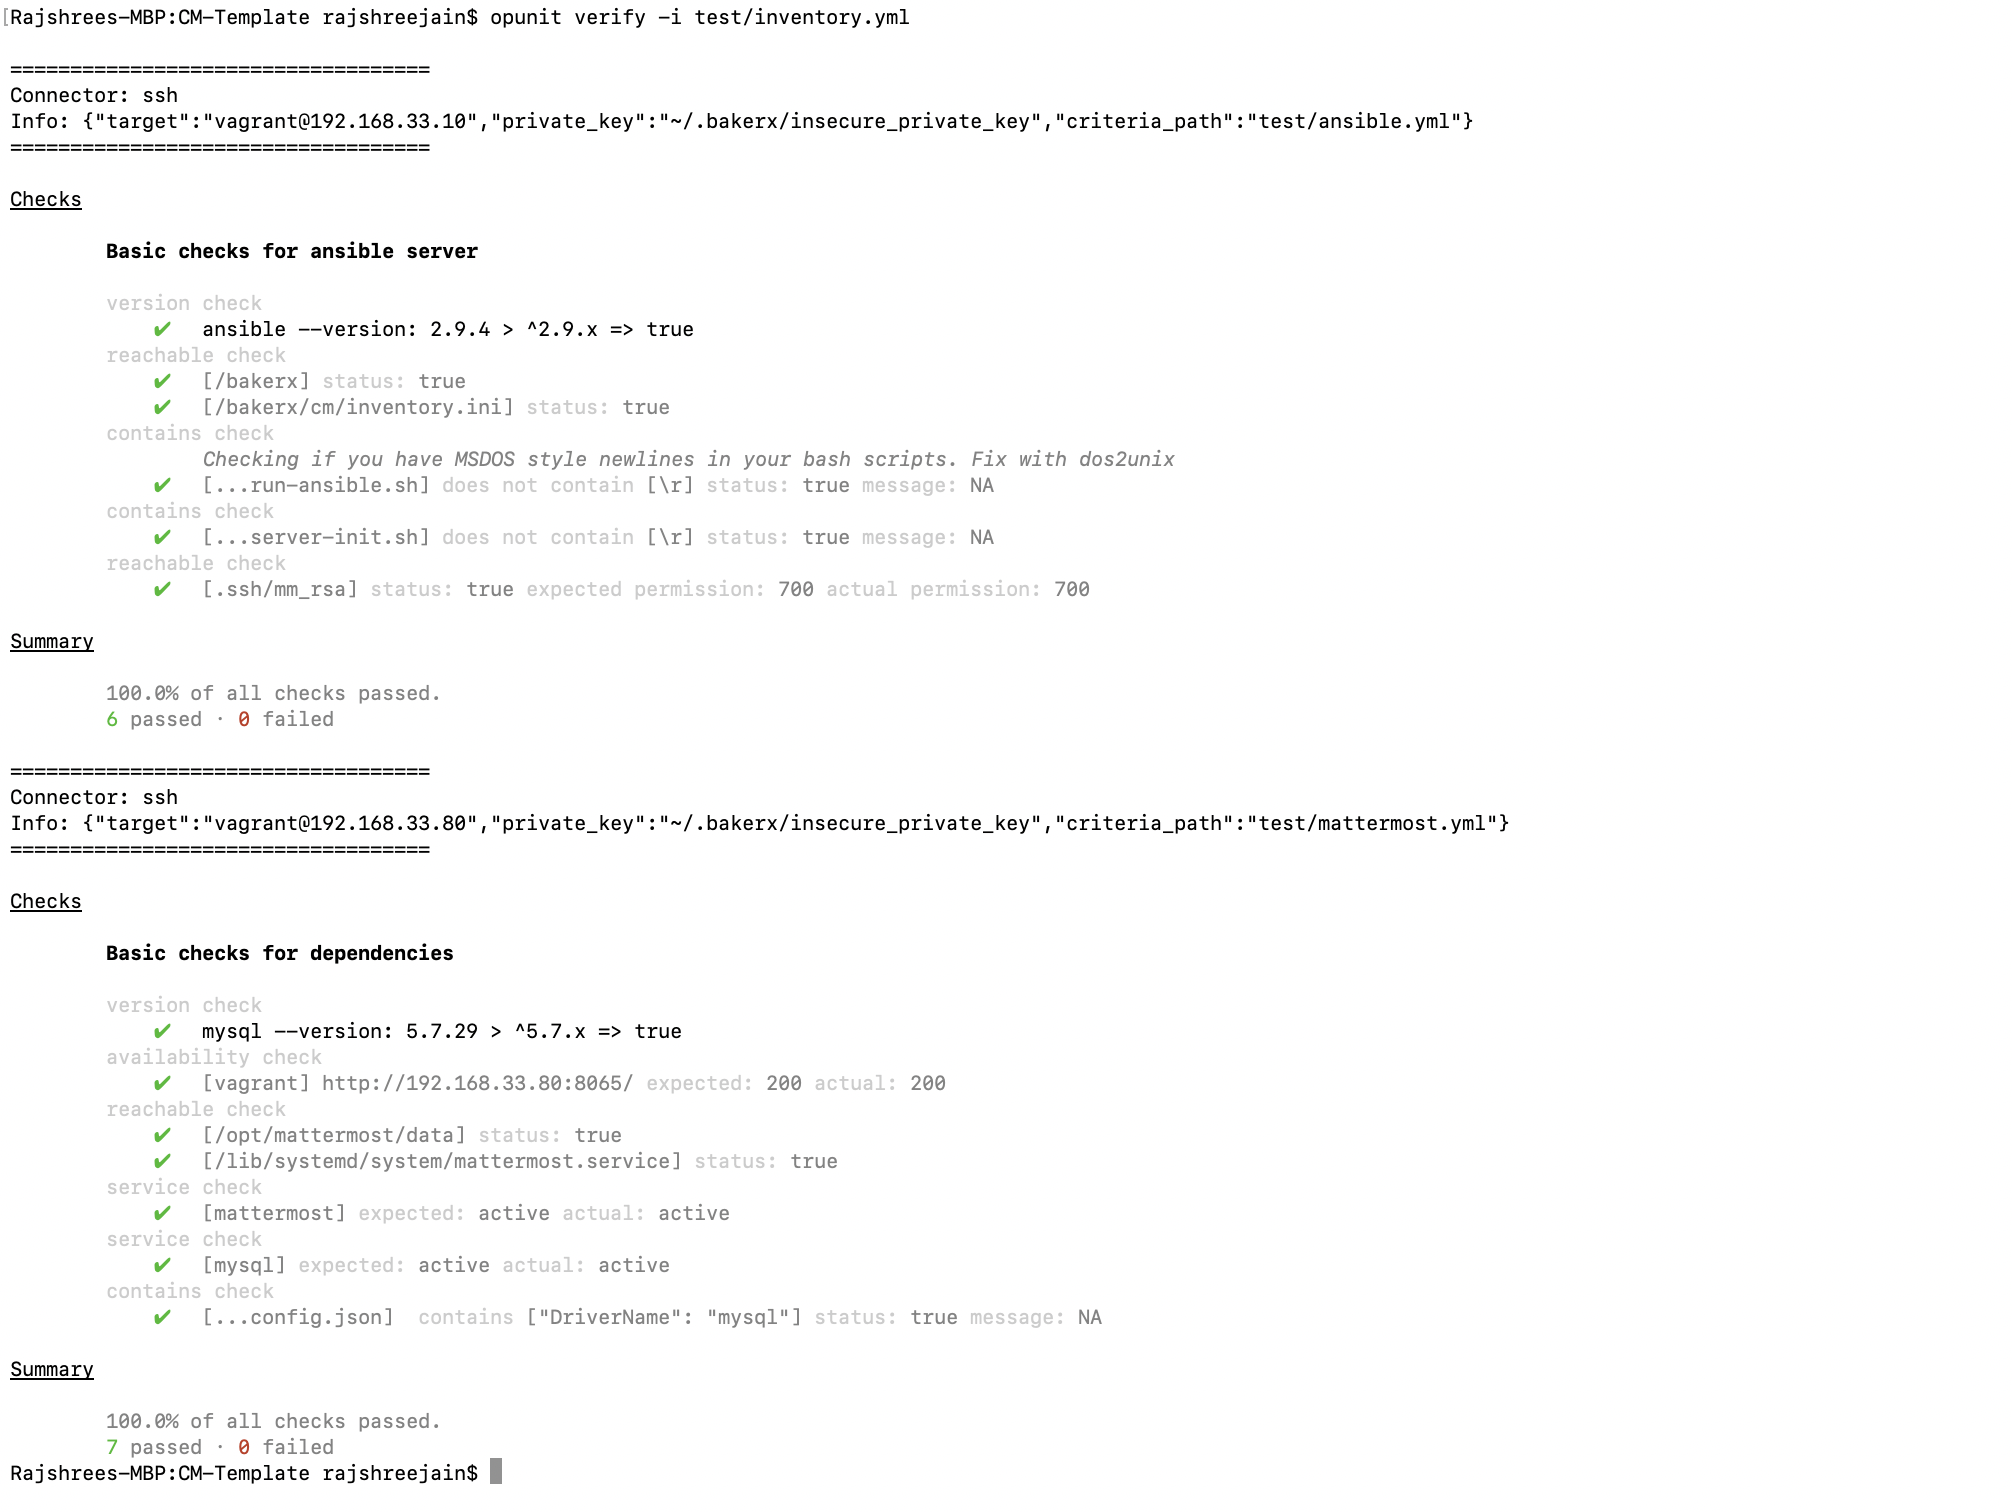 [Rajshrees-MBP:CM-Template rajshreejain$ opunit verify -i test/inventory.yml
===================================
Connector: ssh
Info: {"target":"vagrant@192.168.33.10","private_key":"~/.bakerx/insecure_private_key","criteria_path":"test/ansible.yml"}
===================================
Checks
Basic checks for ansible server
version check
✔ ansible --version: 2.9.4 > ^2.9.x => true
reachable check
✔ [/bakerx] status: true
✔ [/bakerx/cm/inventory.ini] status: true
contains check
Checking if you have MSDOS style newlines in your bash scripts. Fix with dos2unix
✔ [...run-ansible.sh] does not contain [\r] status: true message: NA
contains check
✔ [...server-init.sh] does not contain [\r] status: true message: NA
reachable check
✔ [.ssh/mm_rsa] status: true expected permission: 700 actual permission: 700
Summary
100.0% of all checks passed.
6 passed · 0 failed
===================================
Connector: ssh
Info: {"target":"vagrant@192.168.33.80","private_key":"~/.bakerx/insecure_private_key","criteria_path":"test/mattermost.yml"}
===================================
Checks
Basic checks for dependencies
version check
✔ mysql --version: 5.7.29 > ^5.7.x => true
availability check
✔ [vagrant] http://192.168.33.80:8065/ expected: 200 actual: 200
reachable check
✔ [/opt/mattermost/data] status: true
✔ [/lib/systemd/system/mattermost.service] status: true
service check
✔ [mattermost] expected: active actual: active
service check
✔ [mysql] expected: active actual: active
contains check
✔ [...config.json]  contains ["DriverName": "mysql"] status: true message: NA
Summary
100.0% of all checks passed.
7 passed · 0 failed
Rajshrees-MBP:CM-Template rajshreejain$